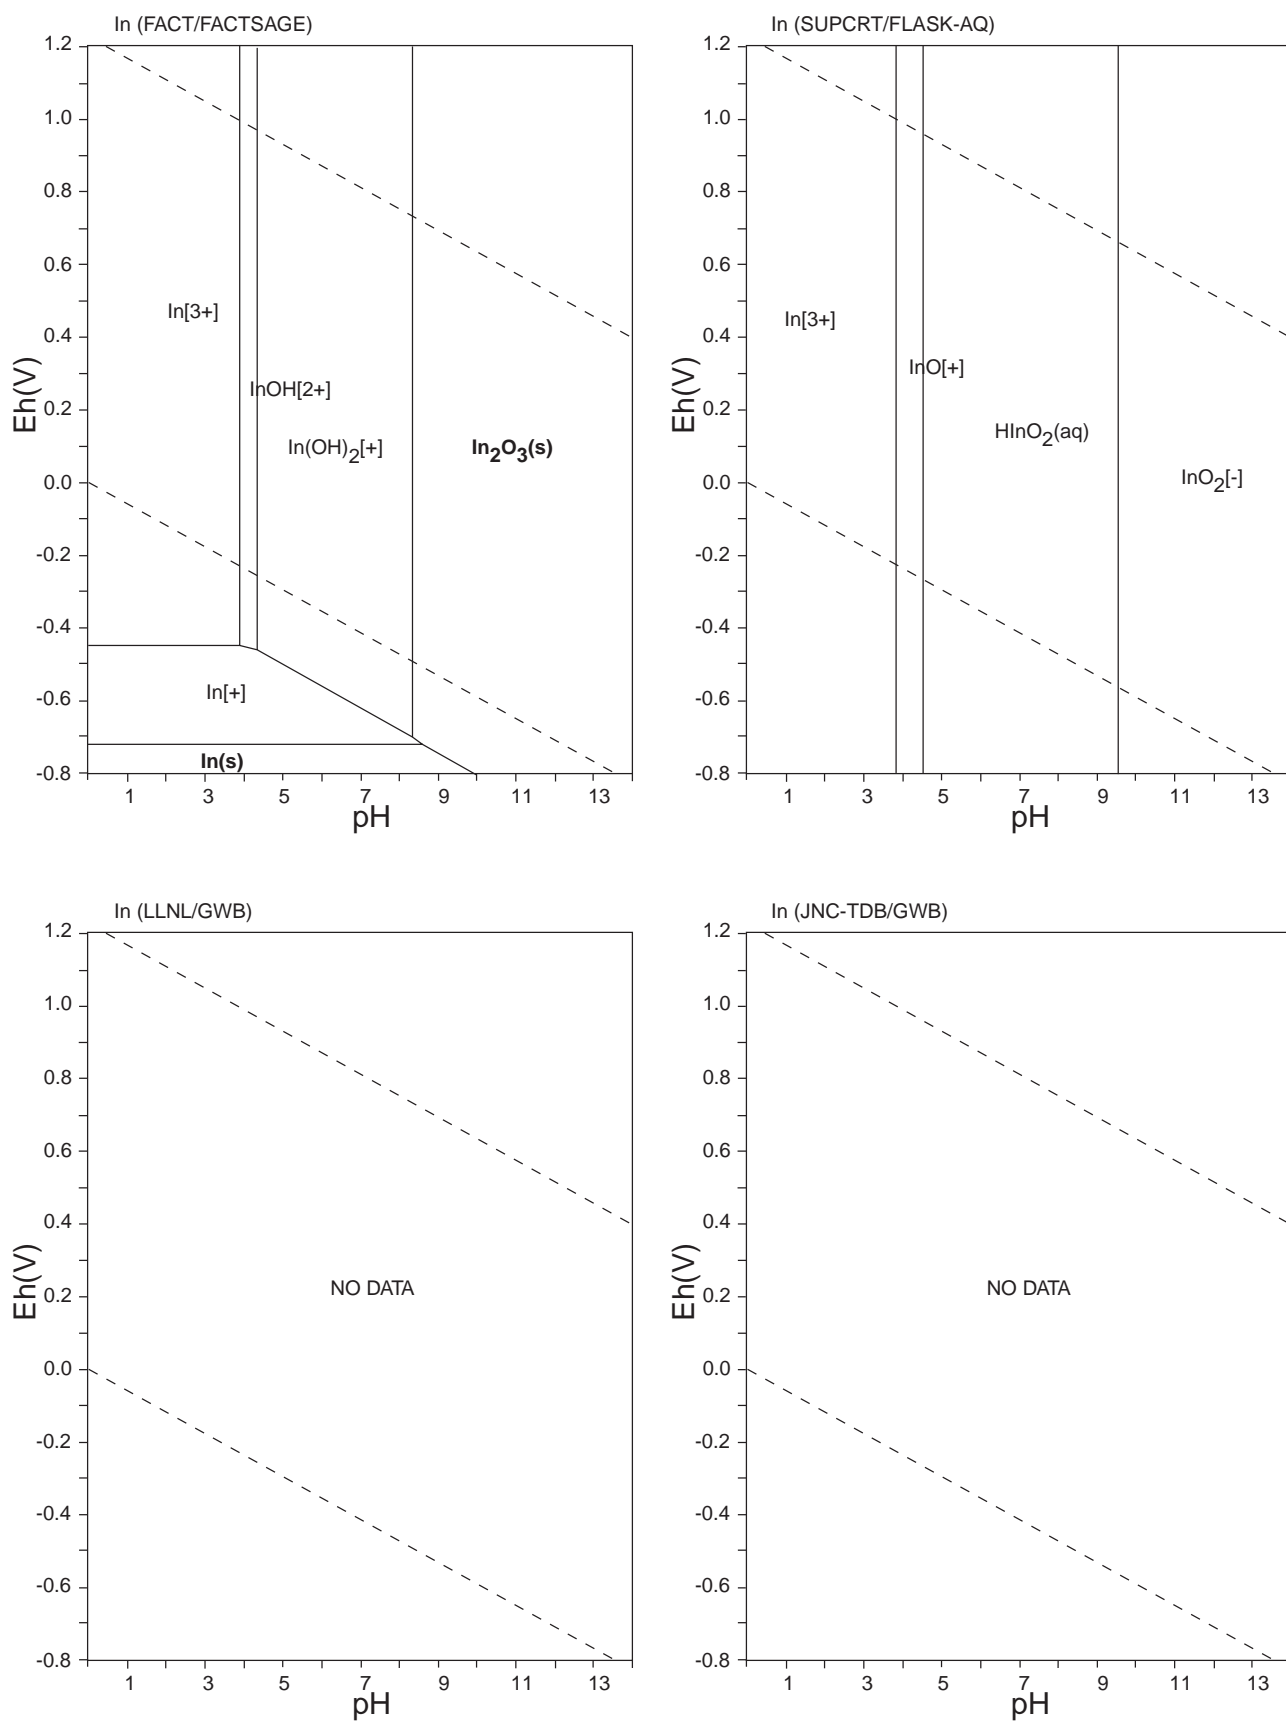 In (FACT/FACTSAGE)
1.2
1.0
0.8
0.6
0.4
0.2
0.0
-0.2
-0.4
-0.6
-0.8
Eh(V)
In[3+]
InOH[2+]
In(OH)2[+]
In2O3(s)
In[+]
In(s)
1 3 5 7 9 11 13
pH
In (SUPCRT/FLASK-AQ)
1.2
1.0
0.8
0.6
0.4
0.2
0.0
-0.2
-0.4
-0.6
-0.8
Eh(V)
In[3+]
InO[+]
HInO2(aq)
InO2[-]
1 3 5 7 9 11 13
pH
In (LLNL/GWB)
1.2
1.0
0.8
0.6
0.4
0.2
0.0
-0.2
-0.4
-0.6
-0.8
Eh(V)
NO DATA
1 3 5 7 9 11 13
pH
In (JNC-TDB/GWB)
1.2
1.0
0.8
0.6
0.4
0.2
0.0
-0.2
-0.4
-0.6
-0.8
Eh(V)
NO DATA
1 3 5 7 9 11 13
pH